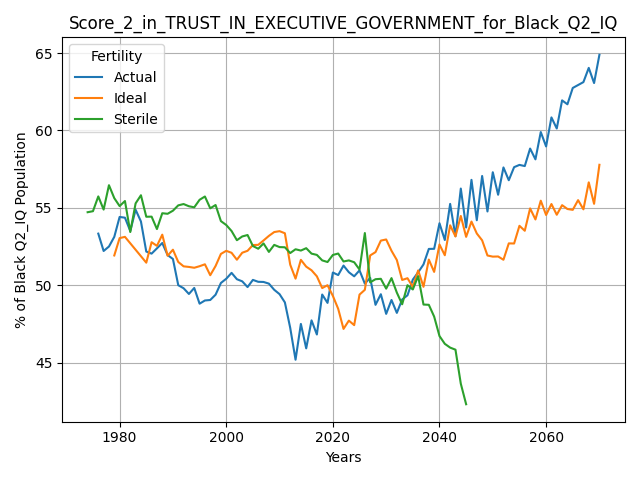 Score_2_in_TRUST_IN_EXECUTIVE_GOVERNMENT_for_Black_Q2_IQ
Fertility
Actual
Ideal
Sterile
% of Black Q2_IQ Population
65
60
55
50
45
1980
2000
2020
2040
2060
Years